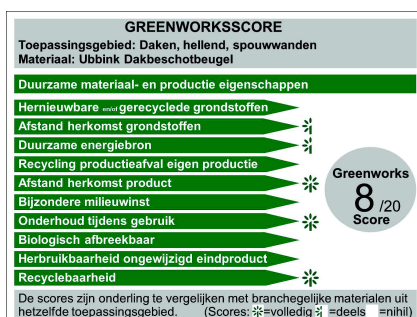 GREENWORKSSCORE
Toepassingsgebied: Daken, hellend, spouwwanden
Materiaal: Ubbink Dakbeschotbeugel
Duurzame materiaal- en productie eigenschappen
Hernieuwbare en/of gerecyclede grondstoffen
Afstand herkomst grondstoffen
Duurzame energiebron
Recycling productieafval eigen productie
Afstand herkomst product
Bijzondere milieuwinst
Onderhoud tijdens gebruik
Biologisch afbreekbaar
Herbruikbaarheid ongewijzigd eindproduct
Recyclebaarheid
Greenworks
8 /20
Score
De scores zijn onderling te vergelijken met branchegelijke materialen uit
hetzelfde toepassingsgebied. (Scores: =volledig =deels =nihil)